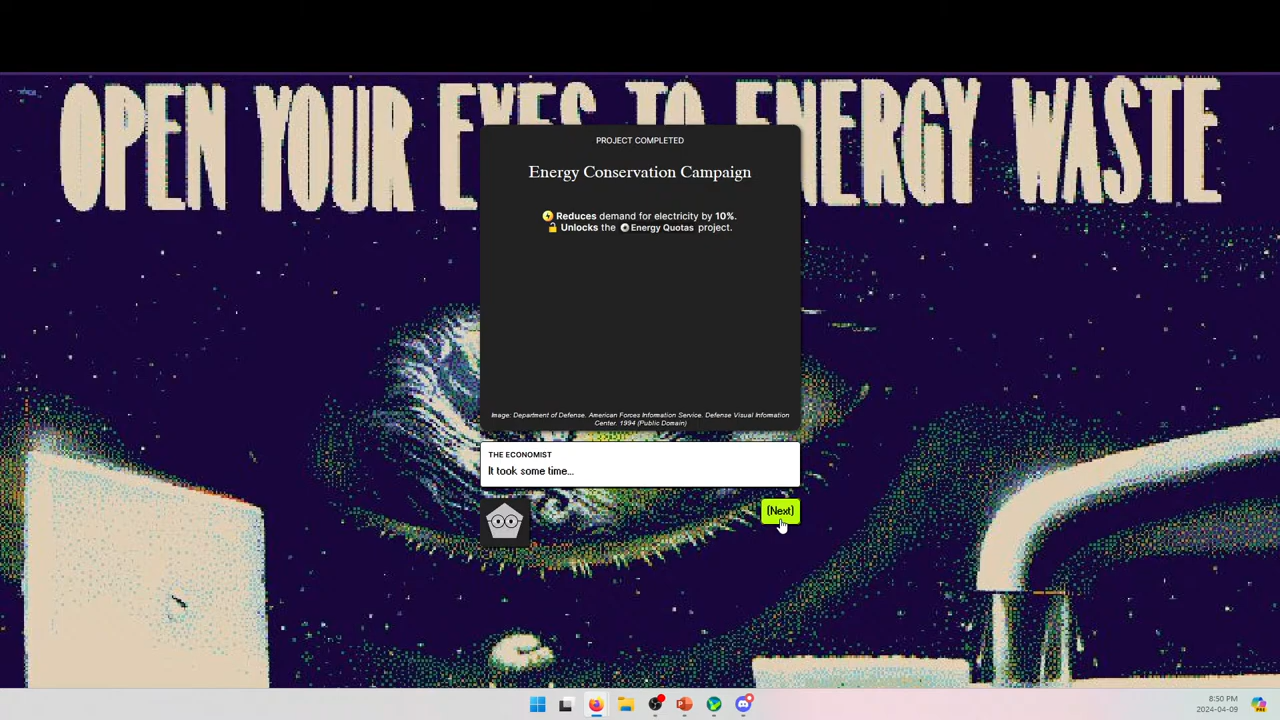 OPEN YOUR EYES TO ENERGY WASTE
PROJECT COMPLETED
Energy Conservation Campaign
Reduces demand for electricity by 10%.
Unlocks the Energy Quotas project.
Image: Department of Defense. American Forces Information Service. Defense Visual Information
Center. 1994 (Public Domain)
THE ECONOMIST
It took some time...
(Next)
8:50 PM
2024-04-09